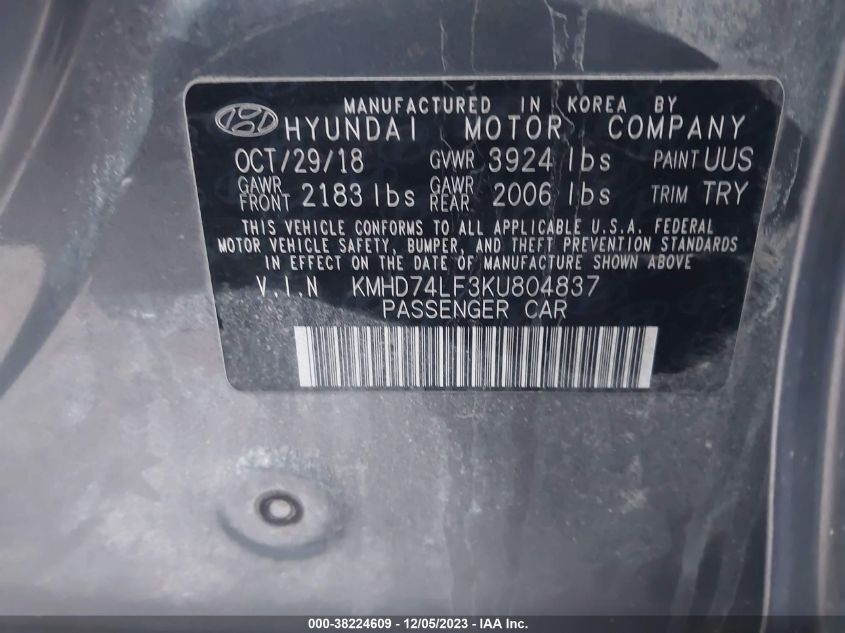 MANUFACTURED IN KOREA BY
HYUNDAI MOTOR COMPANY
OCT/29/18 GVWR 3924 lbs PAINT UUS
GAWR FRONT 2183 lbs GAWR REAR 2006 lbs TRIM TRY
THIS VEHICLE CONFORMS TO ALL APPLICABLE U.S.A. FEDERAL
MOTOR VEHICLE SAFETY, BUMPER, AND THEFT PREVENTION STANDARDS
IN EFFECT ON THE DATE OF MANUFACTURE SHOWN ABOVE
V.I.N KMHD74LF3KU804837
PASSENGER CAR
000-38224609 - 12/05/2023 - IAA Inc.